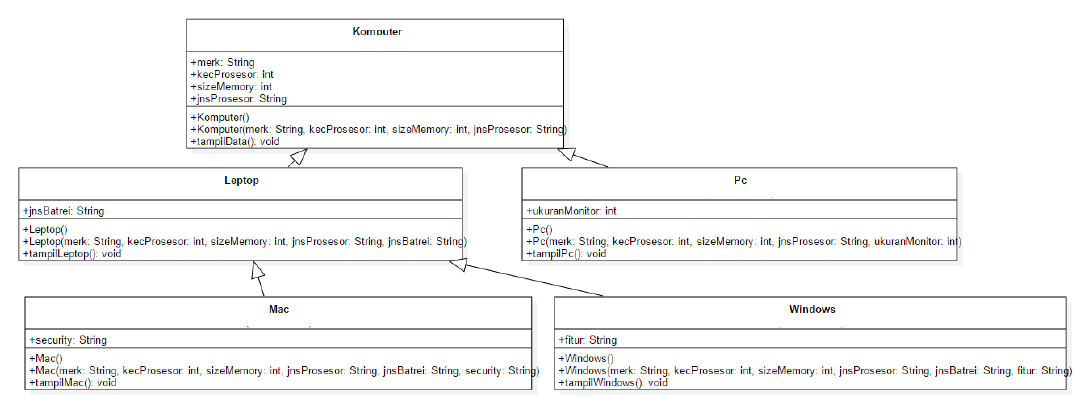 Komputer
+merk: String
+kecProsesor: int
+sizeMemory: int
+jnsProsesor: String
+Komputer()
+Komputer(merk: String, kecProsesor: int, sizeMemory: int, jnsProsesor: String)
+tampilData(): void
Leptop
+jnsBatrei: String
+Leptop()
+Leptop(merk: String, kecProsesor: int, sizeMemory: int, jnsProsesor: String, jnsBatrei: String)
+tampilLeptop(): void
Pc
+ukuranMonitor: int
+Pc()
+Pc(merk: String, kecProsesor: int, sizeMemory: int, jnsProsesor: String, ukuranMonitor: int)
+tampilPc(): void
Mac
+security: String
+Mac()
+Mac(merk: String, kecProsesor: int, sizeMemory: int, jnsProsesor: String, jnsBatrei: String, security: String)
+tampilMac(): void
Windows
+fitur: String
+Windows()
+Windows(merk: String, kecProsesor: int, sizeMemory: int, jnsProsesor: String, jnsBatrei: String, fitur: String)
+tampilWindows(): void